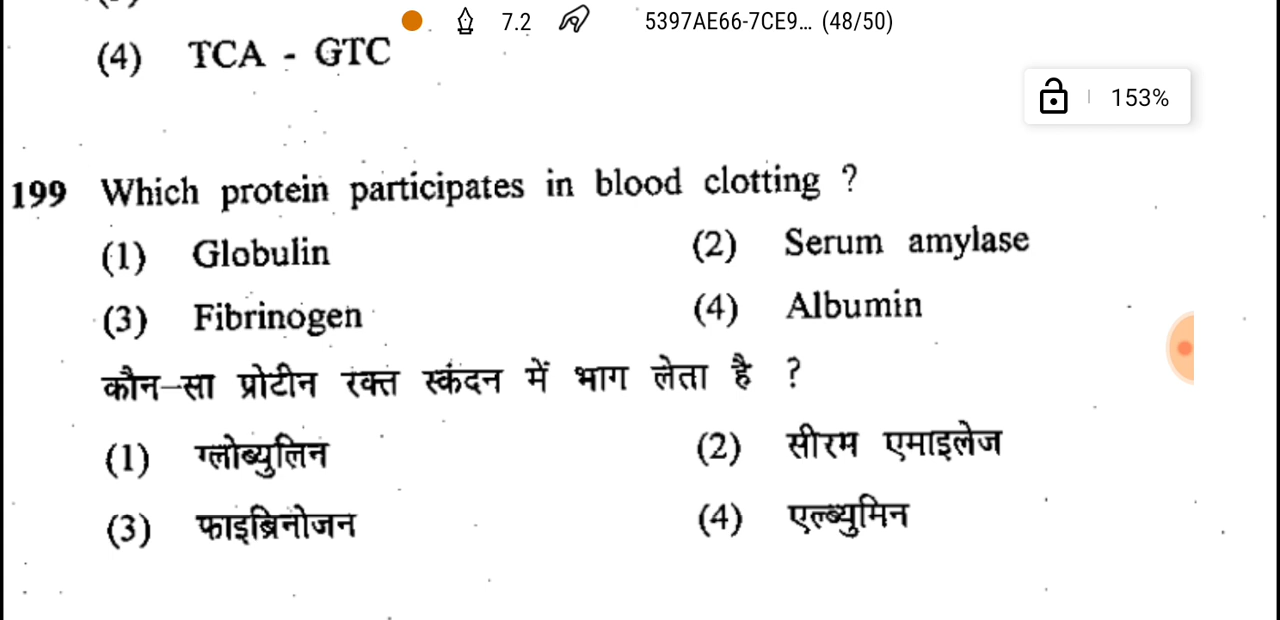 7.2 5397AE66-7CE9... (48/50)
(4) TCA - GTC
153%
199 Which protein participates in blood clotting ?
(1) Globulin (2) Serum amylase
(3) Fibrinogen (4) Albumin
कौन-सा प्रोटीन रक्त स्कंदन में भाग लेता है ?
(1) ग्लोब्युलिन (2) सीरम एमाइलेज
(3) फाइब्रिनोजन (4) एल्ब्युमिन